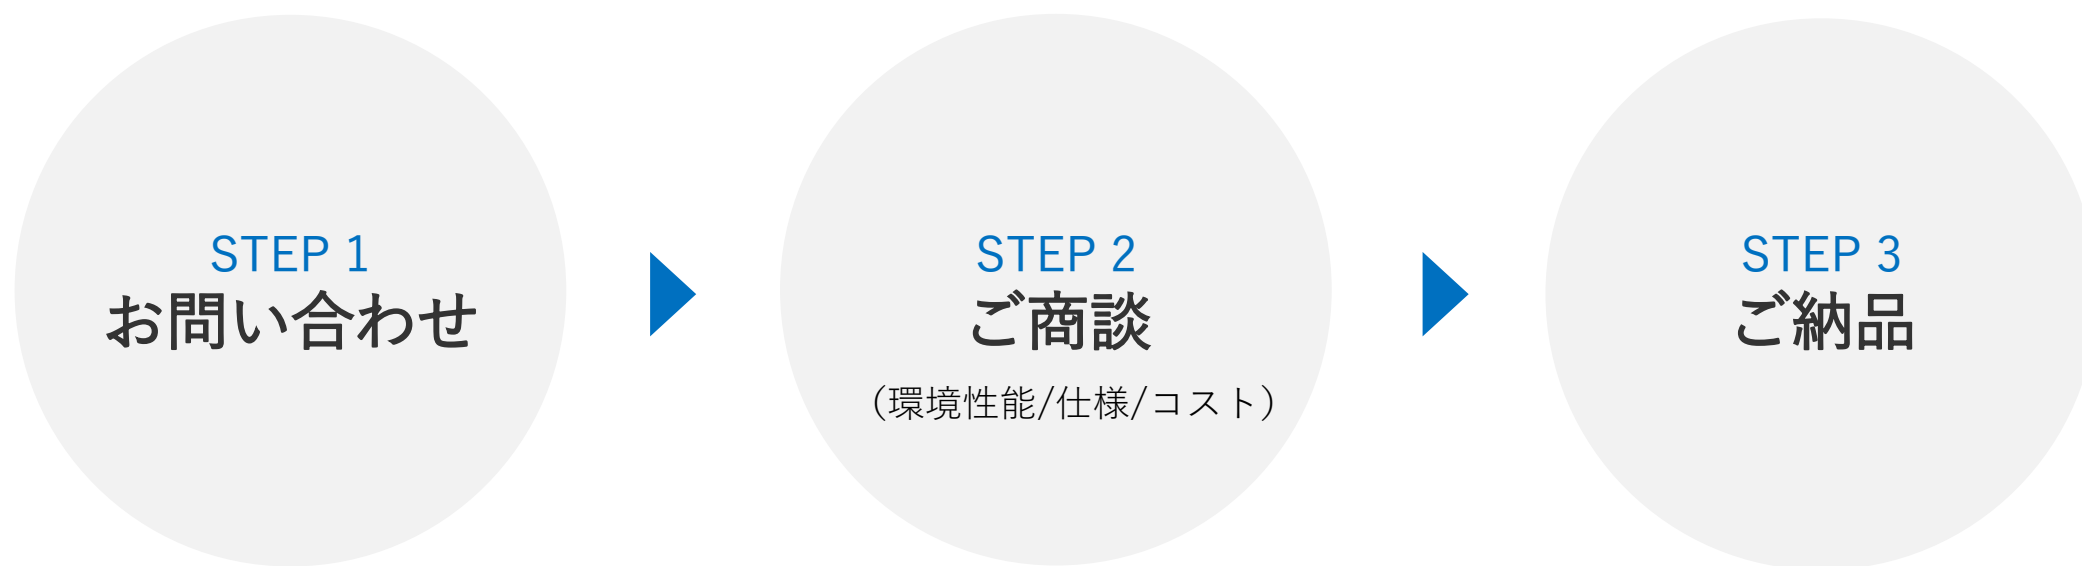 STEP 1
お問い合わせ
STEP 2
ご商談
（環境性能/仕様/コスト）
STEP 3
ご納品